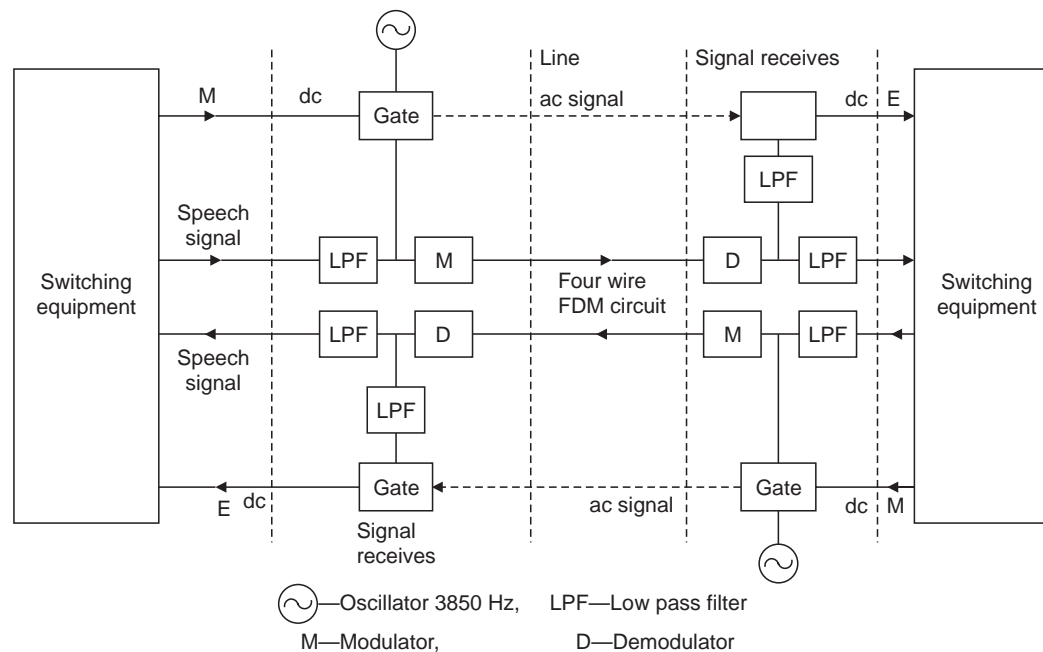 Line
Signal receives
M
dc
Gate
ac signal
dc
E
LPF
Speech
signal
LPF
M
D
LPF
Switching
equipment
Four wire
FDM circuit
Switching
equipment
LPF
D
M
LPF
Speech
signal
LPF
E
dc
Gate
ac signal
Gate
dc
M
Signal
receives
—Oscillator 3850 Hz, LPF—Low pass filter
M—Modulator, D—Demodulator